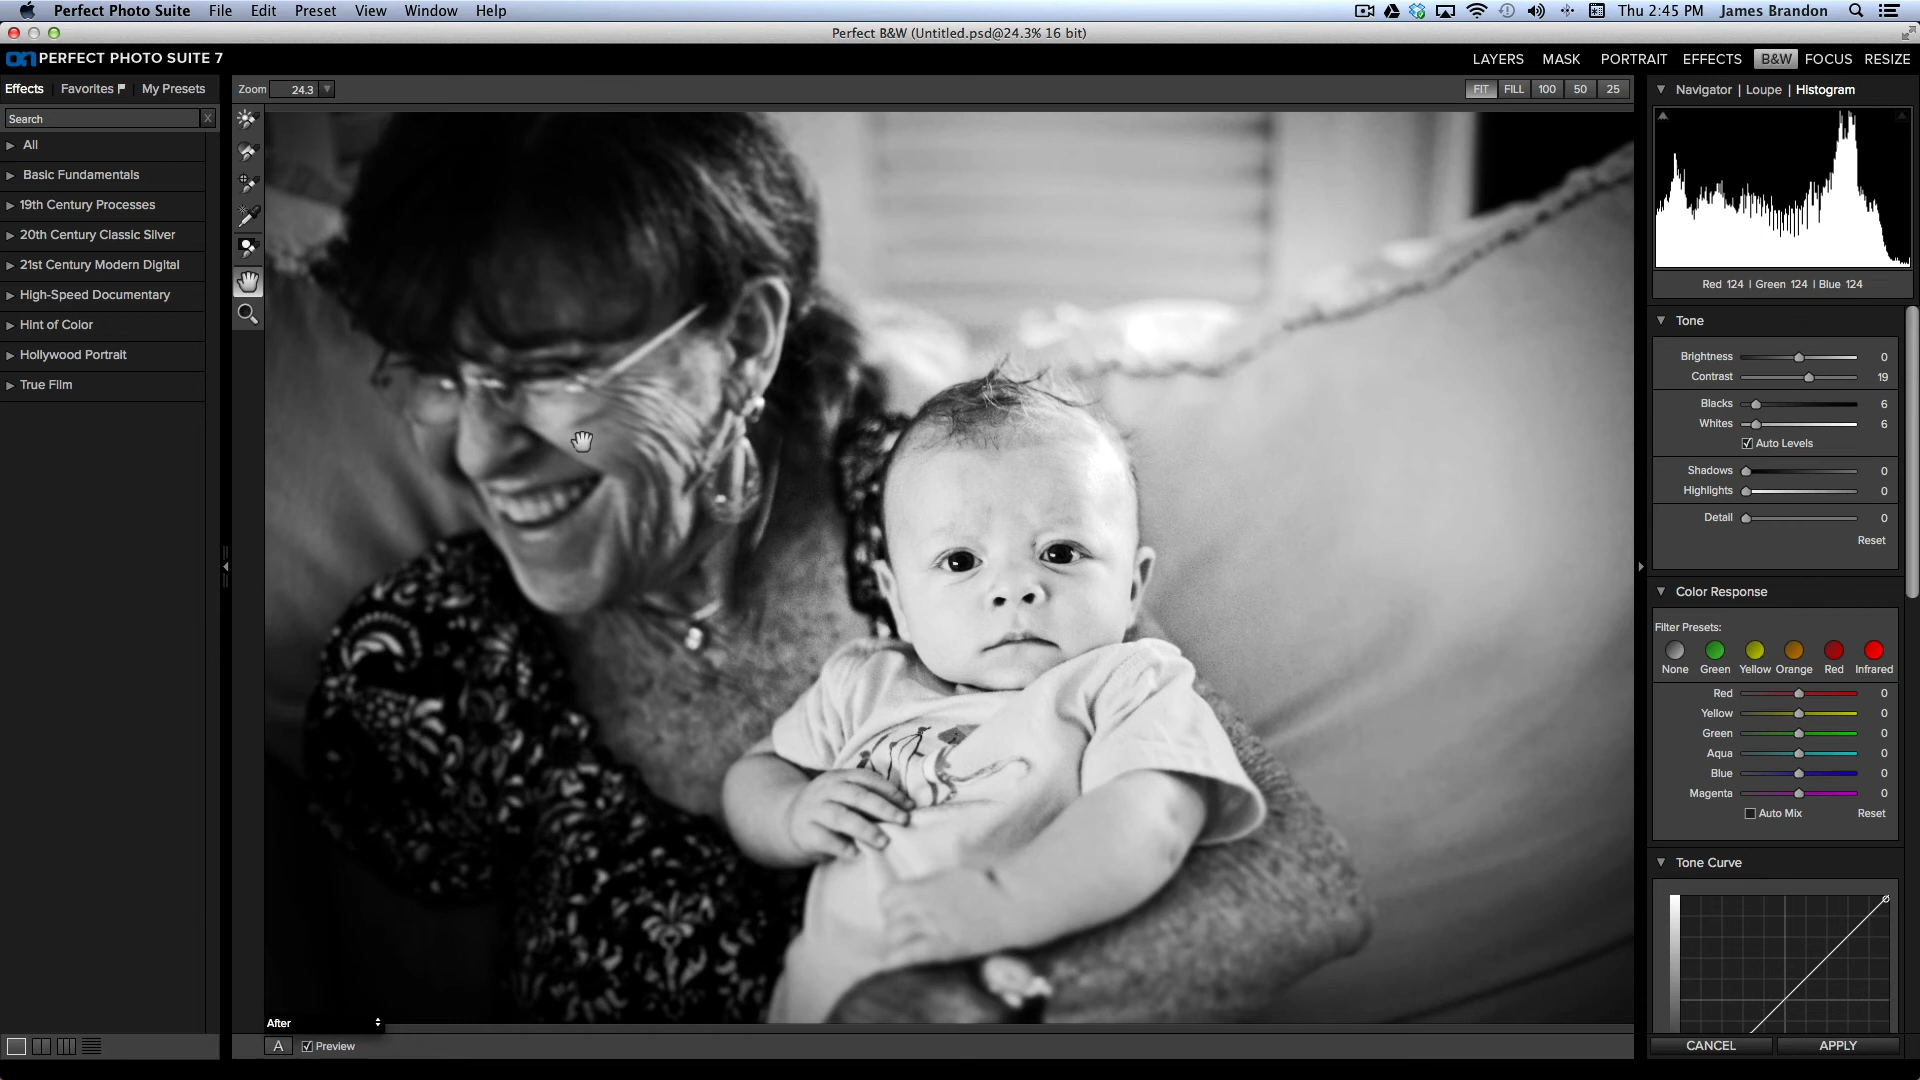 Perfect Photo Suite File Edit Preset View Window Help Thu 2:45 PM James Brandon
Perfect B&W (Untitled.psd@24.3% 16 bit)
on PERFECT PHOTO SUITE 7 LAYERS MASK PORTRAIT EFFECTS B&W FOCUS RESIZE
Effects Favorites My Presets
Search X
All
Basic Fundamentals
19th Century Processes
20th Century Classic Silver
21st Century Modern Digital
High-Speed Documentary
Hint of Color
Hollywood Portrait
True Film
Zoom 24.3 FIT FILL 100 50 25
After
A Preview
Navigator | Loupe | Histogram
Red 124 | Green 124 | Blue 124
Tone
Brightness 0
Contrast 19
Blacks 6
Whites 6
Auto Levels
Shadows 0
Highlights 0
Detail 0
Reset
Color Response
Filter Presets:
None Green Yellow Orange Red Infrared
Red 0
Yellow 0
Green 0
Aqua 0
Blue 0
Magenta 0
Auto Mix Reset
Tone Curve
CANCEL APPLY